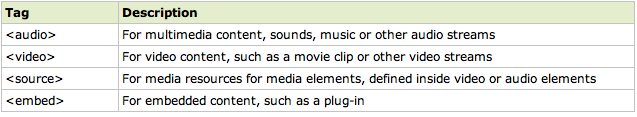 Tag Description
<audio> For multimedia content, sounds, music or other audio streams
<video> For video content, such as a movie clip or other video streams
<source> For media resources for media elements, defined inside video or audio elements
<embed> For embedded content, such as a plug-in